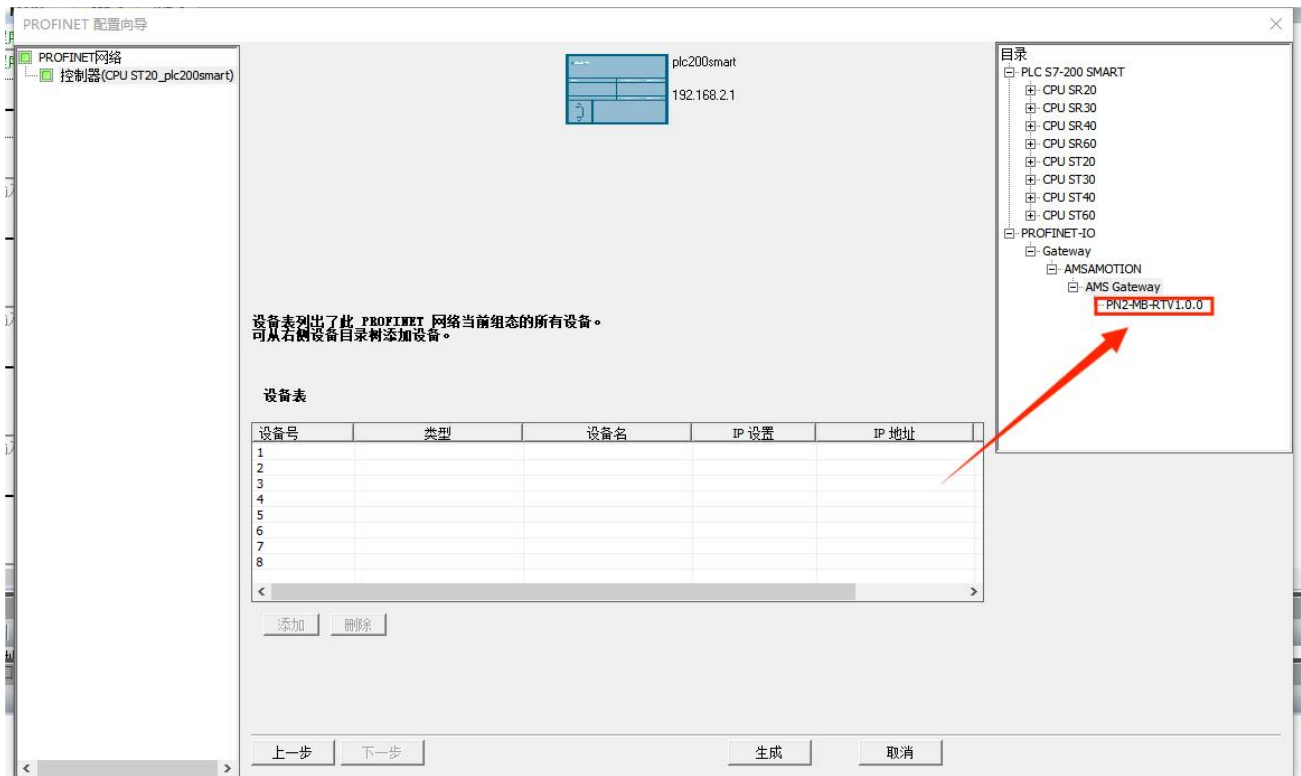 PROFINET 配置向导
PROFINET网络
控制器(CPU ST20_plc200smart)
plc200smart
192.168.2.1
设备表列出了此 PROFINET 网络当前组态的所有设备。
可从右侧设备目录树添加设备。
设备表
设备号 类型 设备名 IP 设置 IP 地址
1
2
3
4
5
6
7
8
添加 删除
上一步 下一步 生成 取消
目录
PLC S7-200 SMART
CPU SR20
CPU SR30
CPU SR40
CPU SR60
CPU ST20
CPU ST30
CPU ST40
CPU ST60
PROFINET-IO
Gateway
AMSAMOTION
AMS Gateway
PN2-MB-RTV1.0.0